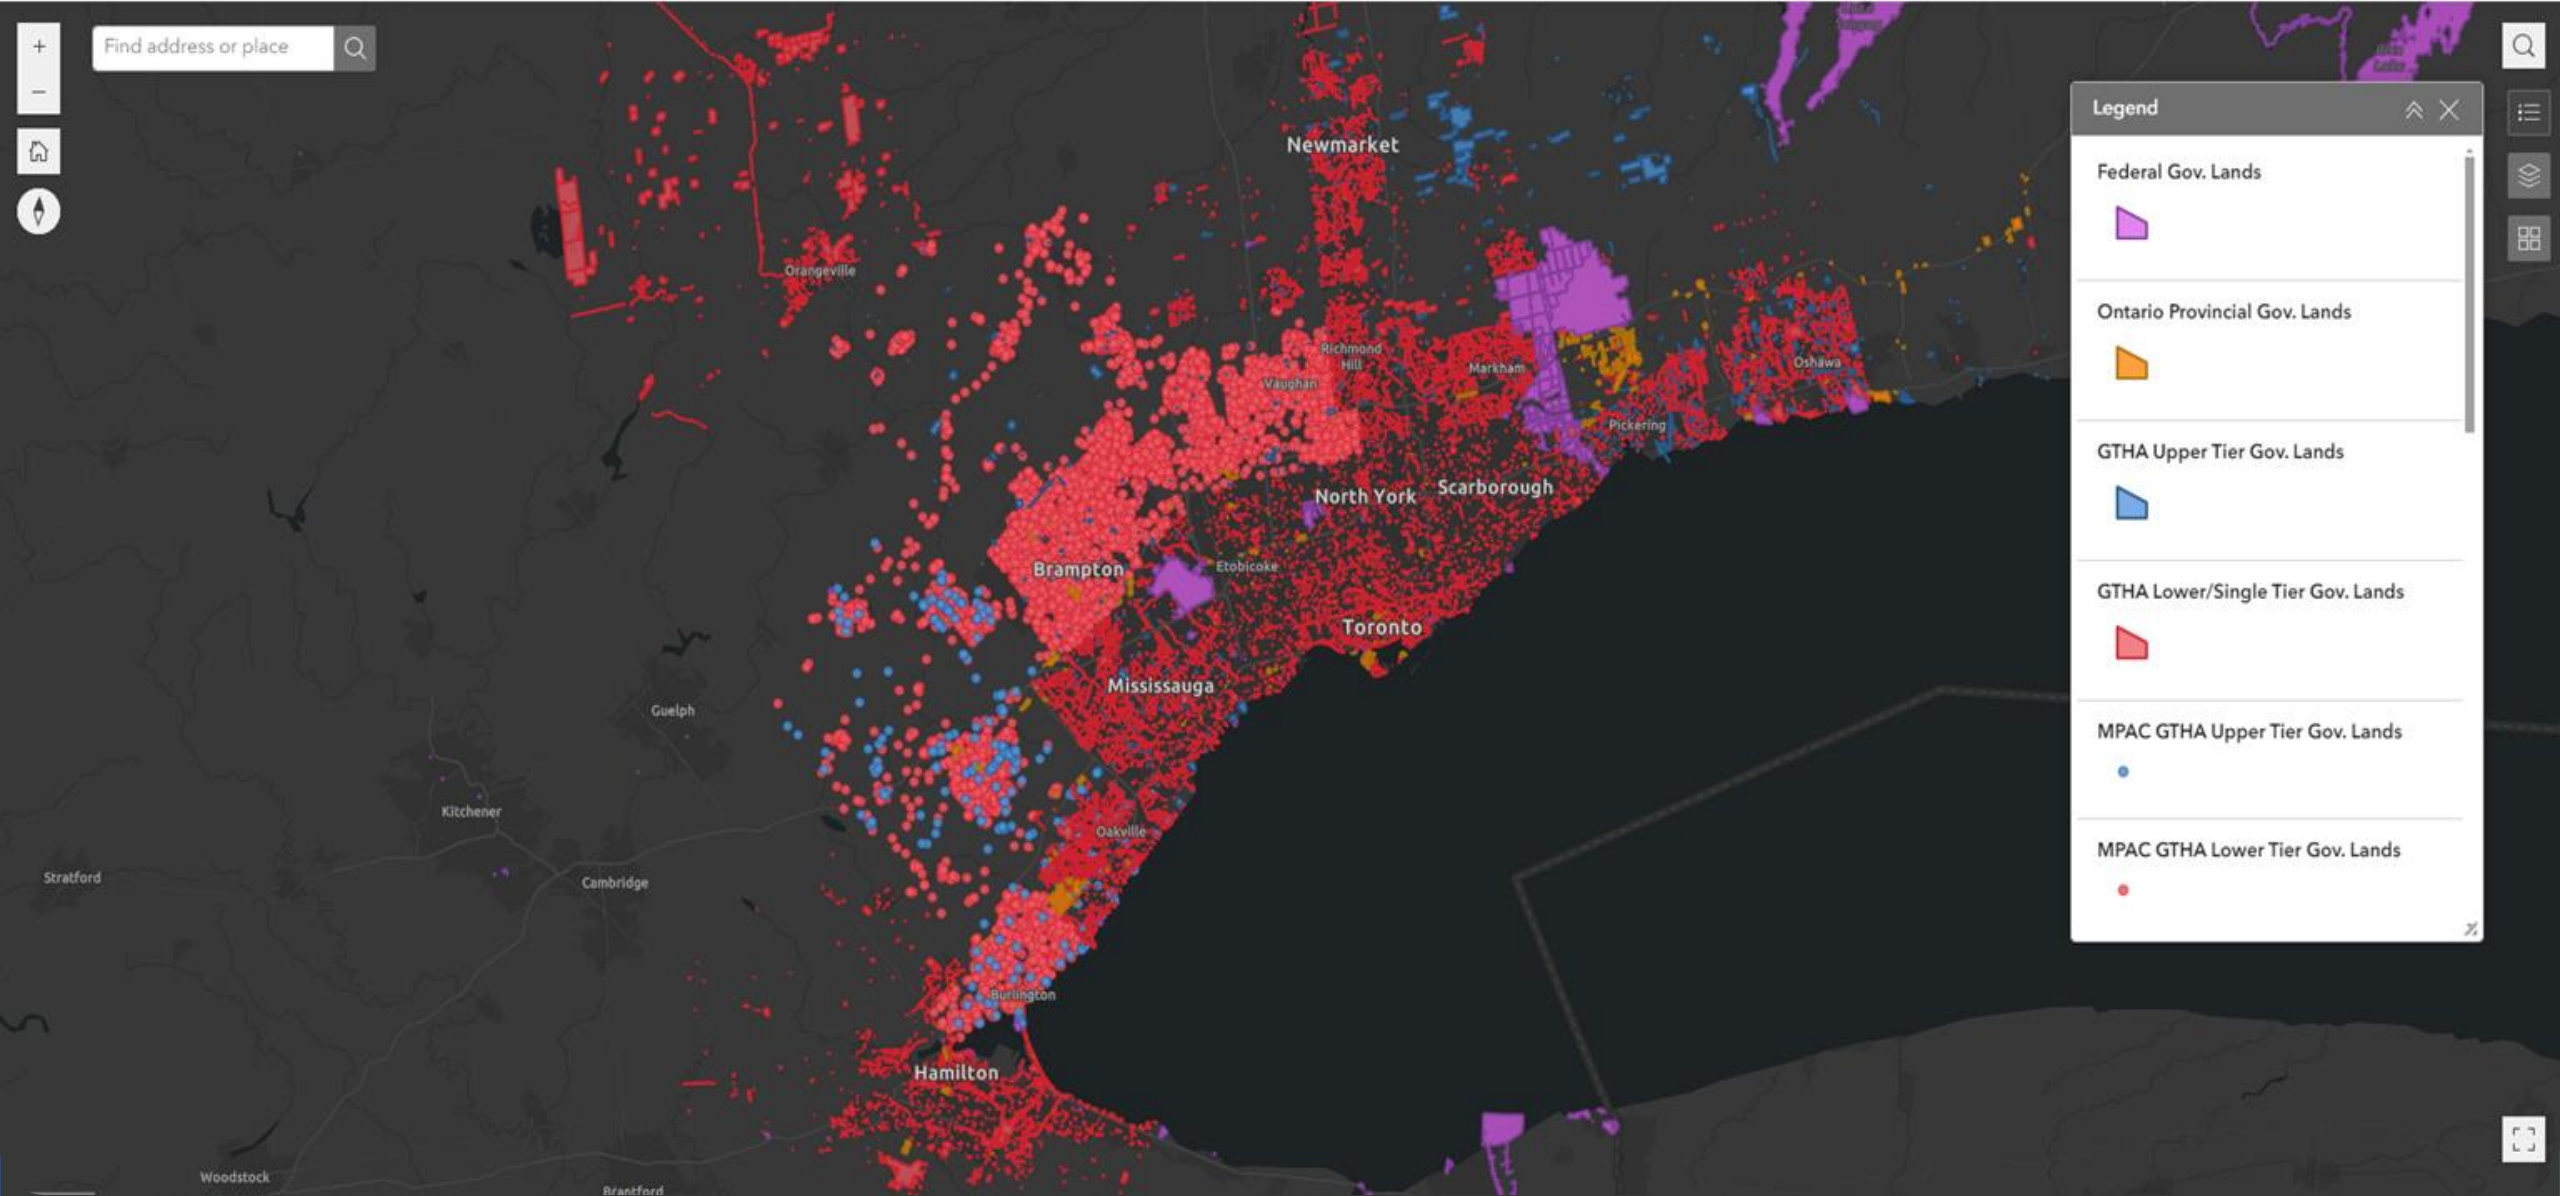 +
Find address or place
−
Newmarket
Orangeville
Richmond
Hill
Vaughan
Markham
Oshawa
Pickering
North York
Scarborough
Brampton
Etobicoke
Toronto
Mississauga
Guelph
Kitchener
Oakville
Stratford
Cambridge
Burlington
Hamilton
Woodstock
Brantford
Legend
Federal Gov. Lands
Ontario Provincial Gov. Lands
GTHA Upper Tier Gov. Lands
GTHA Lower/Single Tier Gov. Lands
MPAC GTHA Upper Tier Gov. Lands
MPAC GTHA Lower Tier Gov. Lands